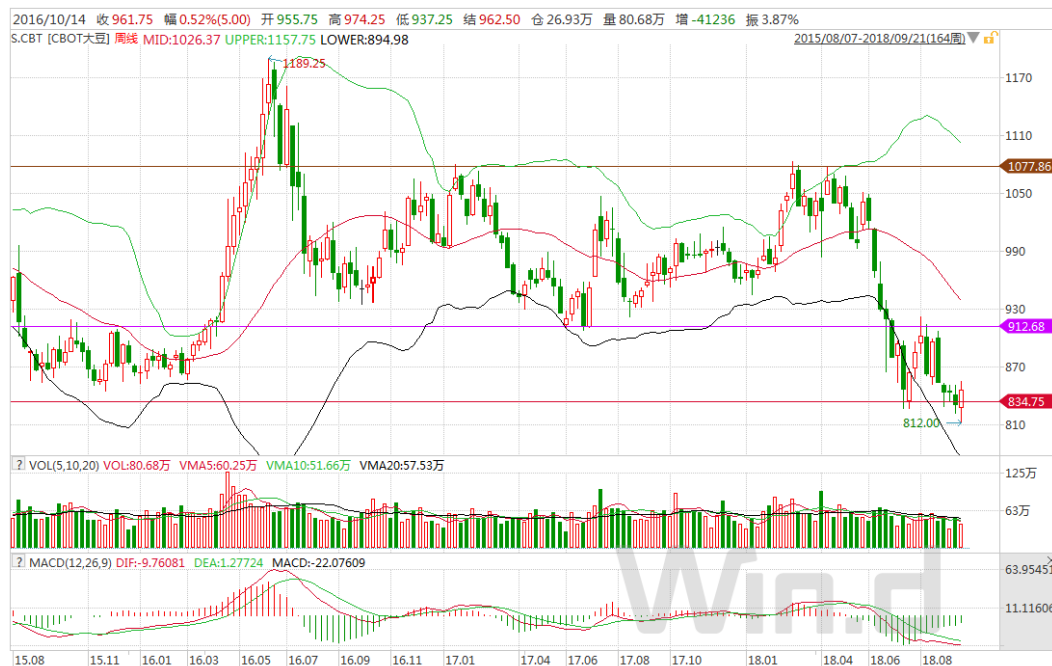 2016/10/14 收 961.75 幅 0.52%(5.00) 开 955.75 高 974.25 低 937.25 结 962.50 仓 26.93万 量 80.68万 增 -41236 振 3.87%
S.CBT [CBOT大豆] 周线 MID:1026.37 UPPER:1157.75 LOWER:894.98 2015/08/07-2018/09/21(164周)
1189.25
1170
1110
1077.86
1050
990
930
912.68
870
834.75
812.00
810
? VOL(5,10,20) VOL:80.68万 VMA5:60.25万 VMA10:51.66万 VMA20:57.53万
125万
63万
? MACD(12,26,9) DIF:-9.76081 DEA:1.27724 MACD:-22.07609
63.95451
11.11606
Wind
15.08 15.11 16.01 16.03 16.05 16.07 16.09 16.11 17.01 17.04 17.06 17.08 17.10 18.01 18.04 18.06 18.08